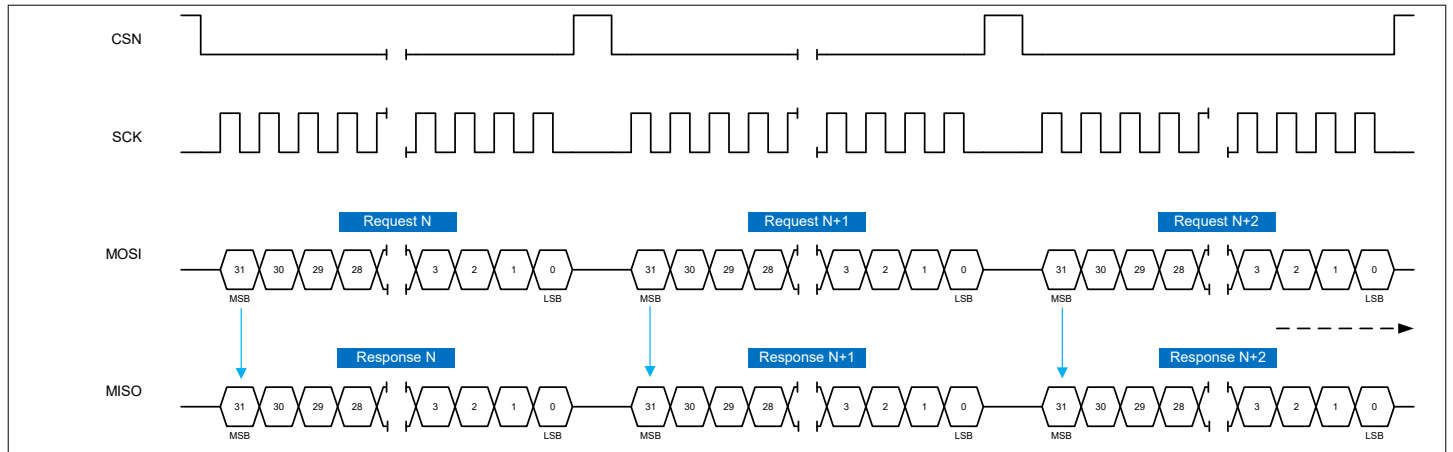 CSN
SCK
Request N Request N+1 Request N+2
MOSI 31 30 29 28 3 2 1 0 31 30 29 28 3 2 1 0 31 30 29 28 3 2 1 0
MSB LSB MSB LSB MSB LSB
Response N Response N+1 Response N+2
MISO 31 30 29 28 3 2 1 0 31 30 29 28 3 2 1 0 31 30 29 28 3 2 1 0
MSB LSB MSB LSB MSB LSB